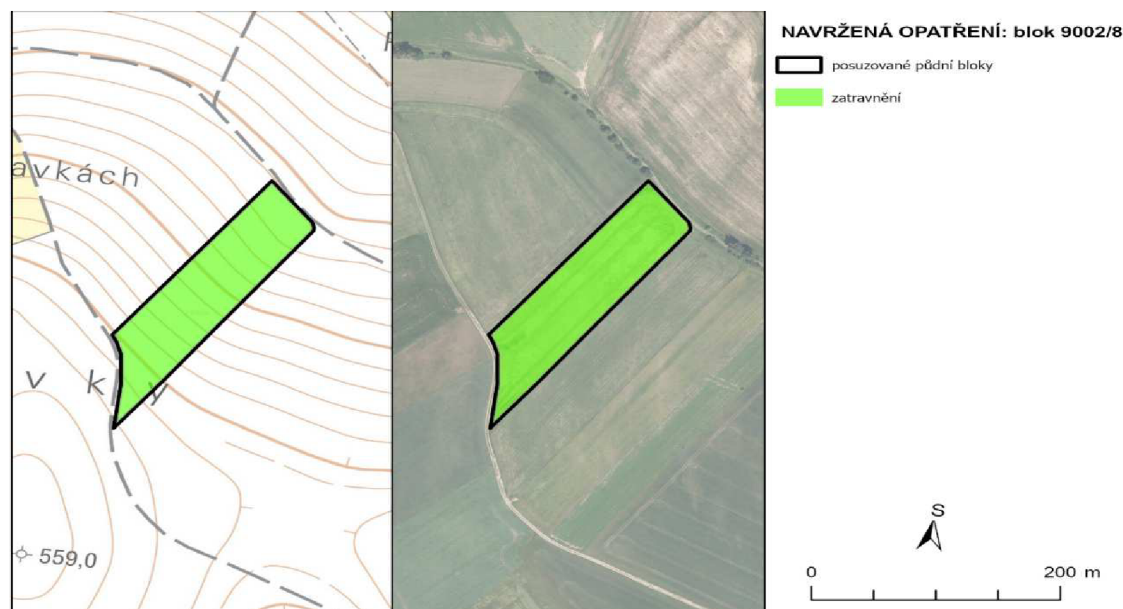 NAVRŽENÁ OPATŘENÍ: blok 9002/8
posuzované půdní bloky
zatravnění
avkách
v k y
559,0
S
0 200 m